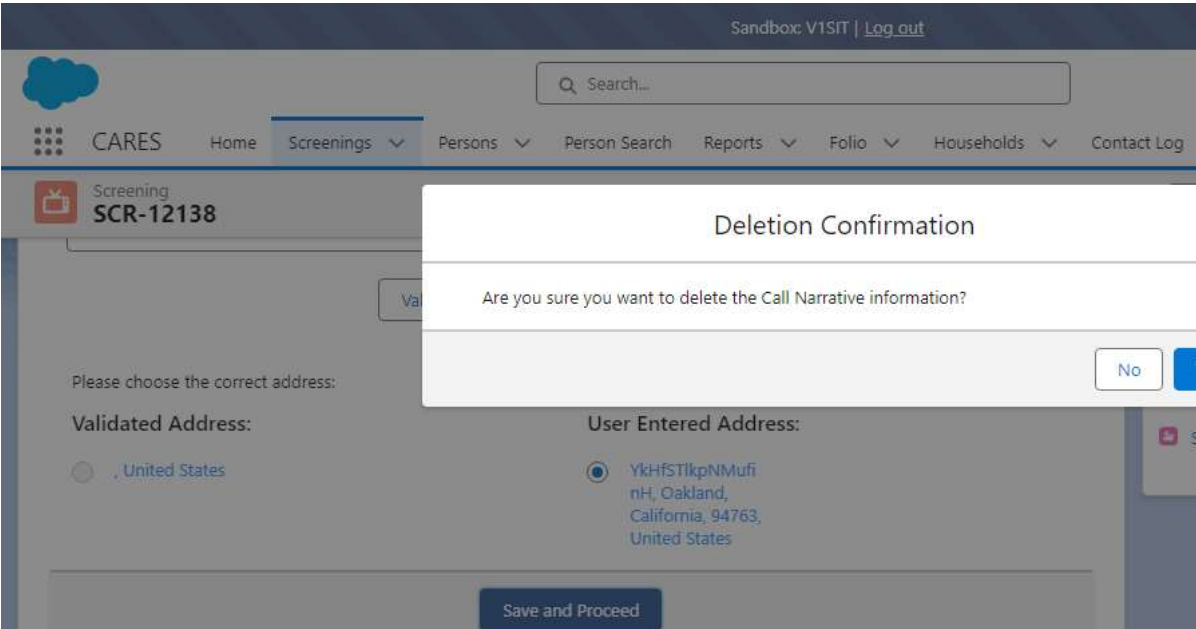 Sandbox: V1SIT | Log out
Search...
CARES Home Screenings Persons Person Search Reports Folio Households Contact Log
Screening
SCR-12138
Deletion Confirmation
Are you sure you want to delete the Call Narrative information?
No
Please choose the correct address:
Validated Address: User Entered Address:
, United States YkHfSTlkpNMufi
nH, Oakland,
California, 94763,
United States
Save and Proceed